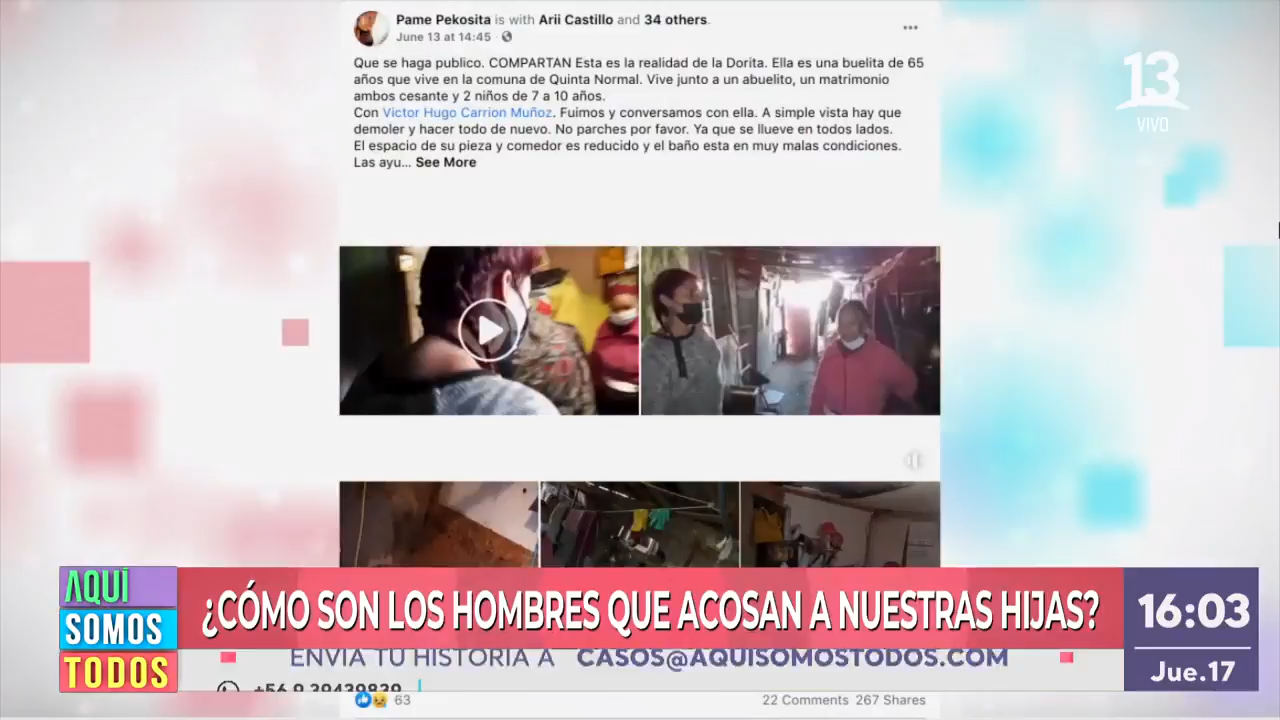 Pame Pekosita is with Arii Castillo and 34 others.
June 13 at 14:45
Que se haga publico. COMPARTAN Esta es la realidad de la Dorita. Ella es una buelita de 65
años que vive en la comuna de Quinta Normal. Vive junto a un abuelito, un matrimonio
ambos cesante y 2 niños de 7 a 10 años.
Con Victor Hugo Carrion Muñoz. Fuimos y conversamos con ella. A simple vista hay que
demoler y hacer todo de nuevo. No parches por favor. Ya que se llueve en todos lados.
El espacio de su pieza y comedor es reducido y el baño esta en muy malas condiciones.
Las ayu... See More
13
VIVO
AQUÍ
SOMOS
TODOS
¿CÓMO SON LOS HOMBRES QUE ACOSAN A NUESTRAS HIJAS?
16:03
Jue.17
ENVÍA TU HISTORIA A CASOS@AQUISOMOSTODOS.COM
+56 9 39439839
63
22 Comments 267 Shares